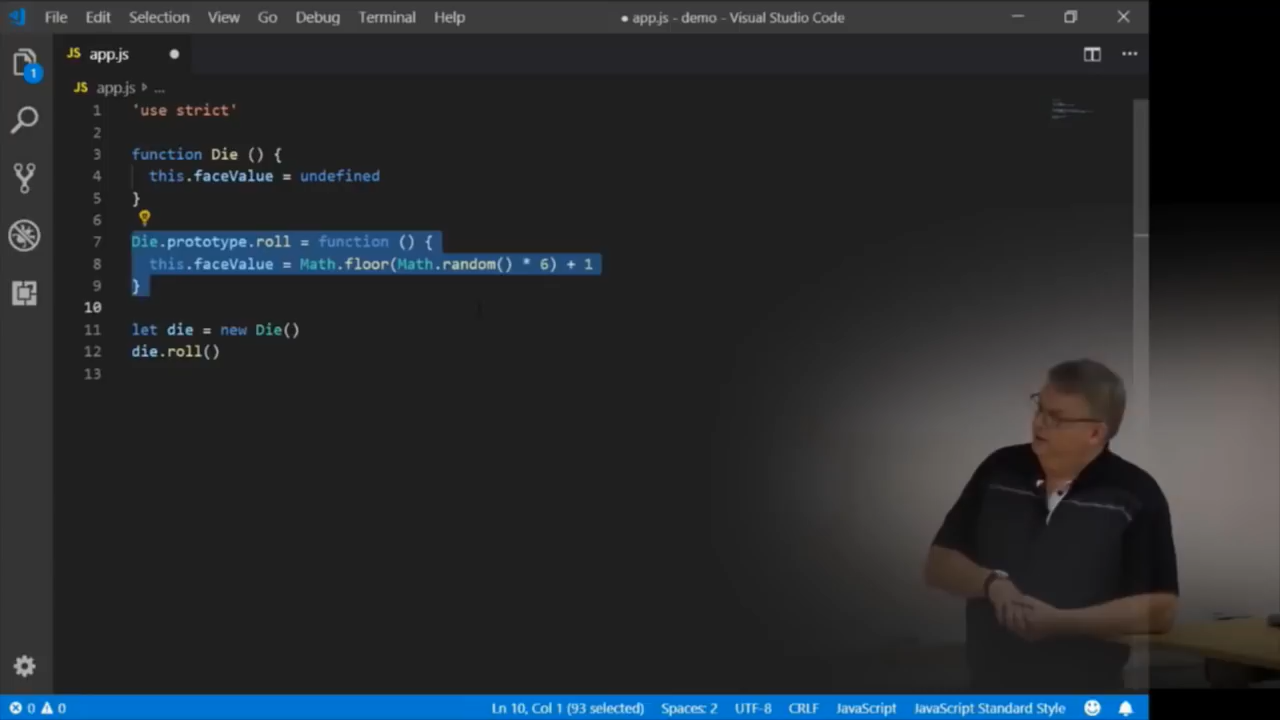 File Edit Selection View Go Debug Terminal Help ● app.js - demo - Visual Studio Code
JS app.js ●
1
JS app.js ...
1 'use strict'
2
3 function Die () {
4 this.faceValue = undefined
5 }
6
7 Die.prototype.roll = function () {
8 this.faceValue = Math.floor(Math.random() * 6) + 1
9 }
10
11 let die = new Die()
12 die.roll()
13
0 0 Ln 10, Col 1 (93 selected) Spaces: 2 UTF-8 CRLF JavaScript JavaScript Standard Style